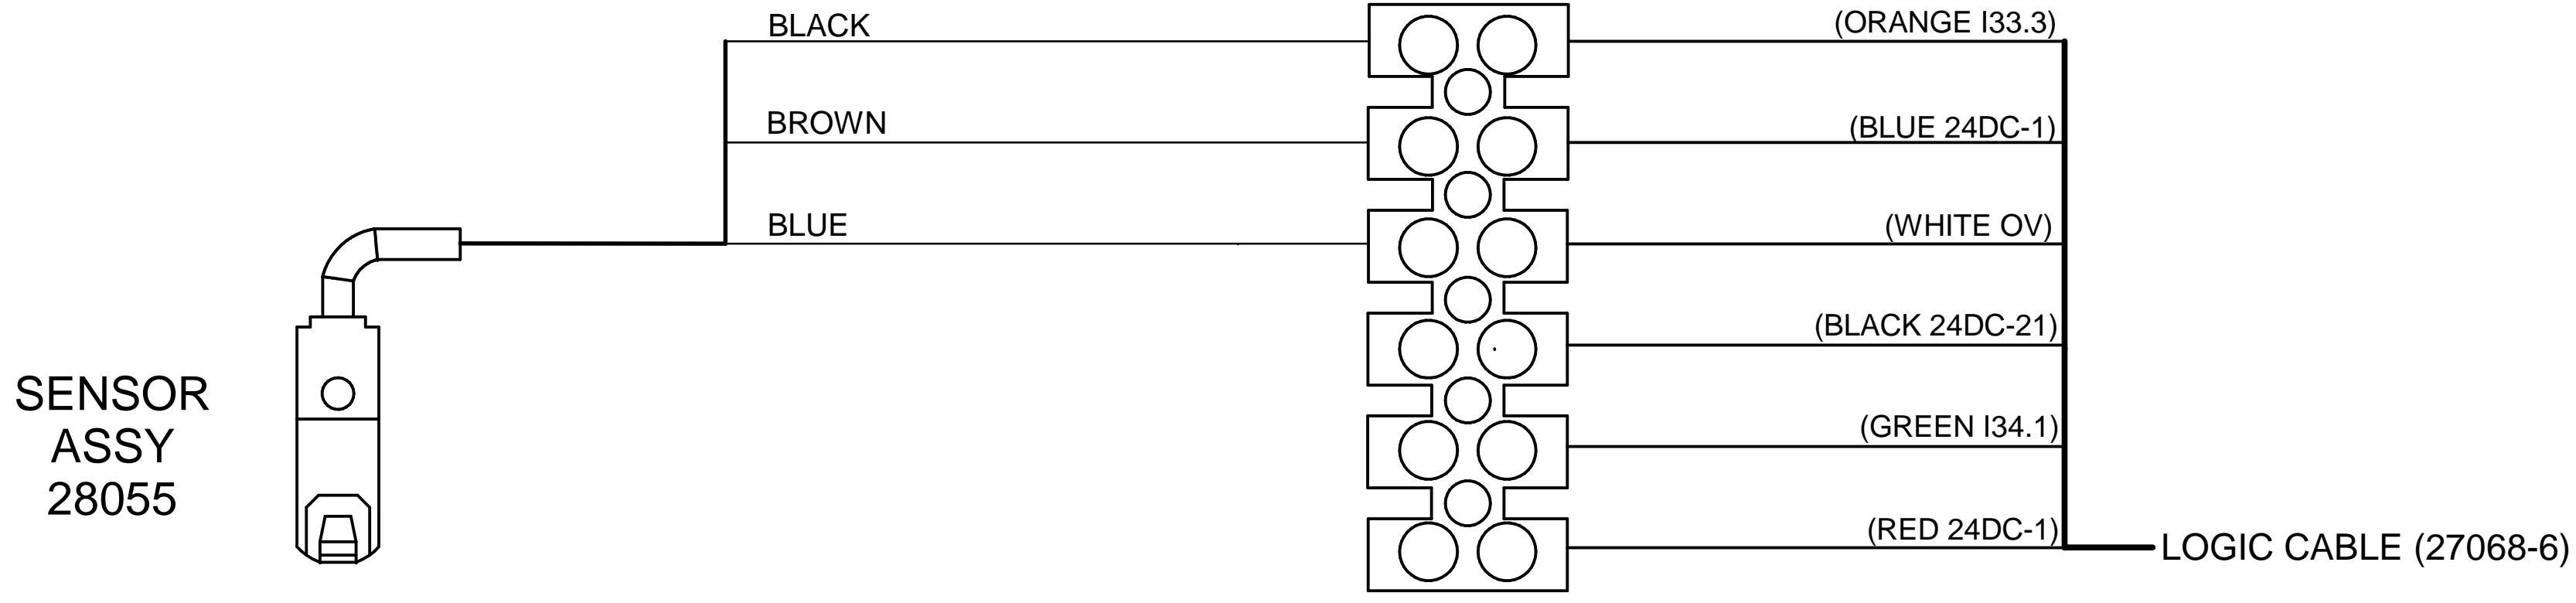 BLACK
(ORANGE I33.3)
BROWN
(BLUE 24DC-1)
BLUE
(WHITE OV)
(BLACK 24DC-21)
SENSOR
ASSY
28055
(GREEN I34.1)
(RED 24DC-1)
LOGIC CABLE (27068-6)